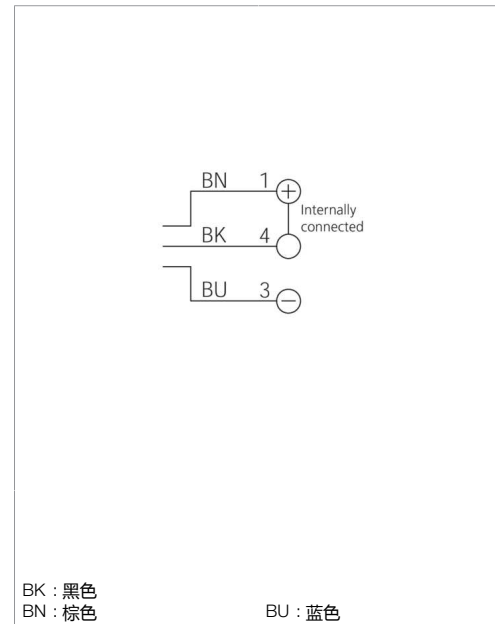 BN 1 +
Internally
connected
BK 4
BU 3 −
BK : 黑色
BN : 棕色 BU : 蓝色